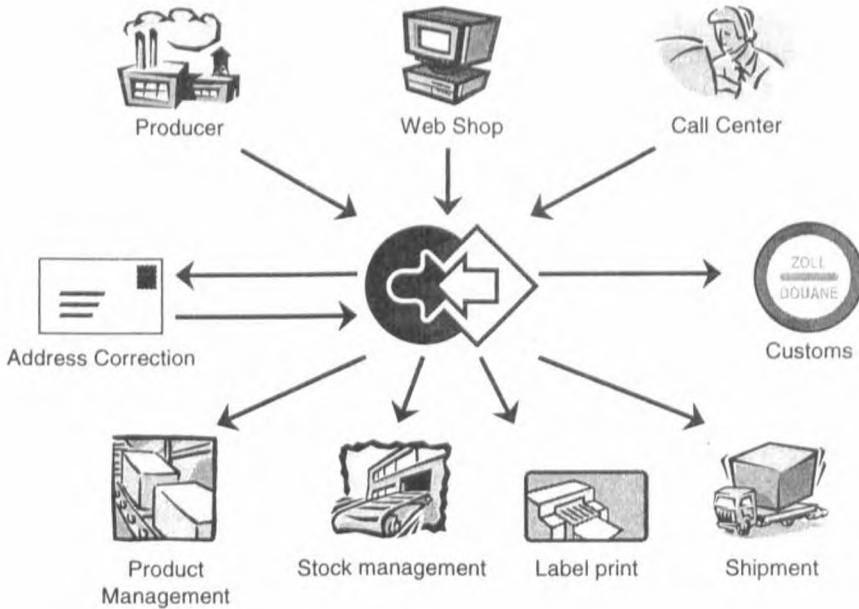 Producer
Web Shop
Call Center
ZOLL
DOUANE
Address Correction
Customs
Product
Management
Stock management
Label print
Shipment